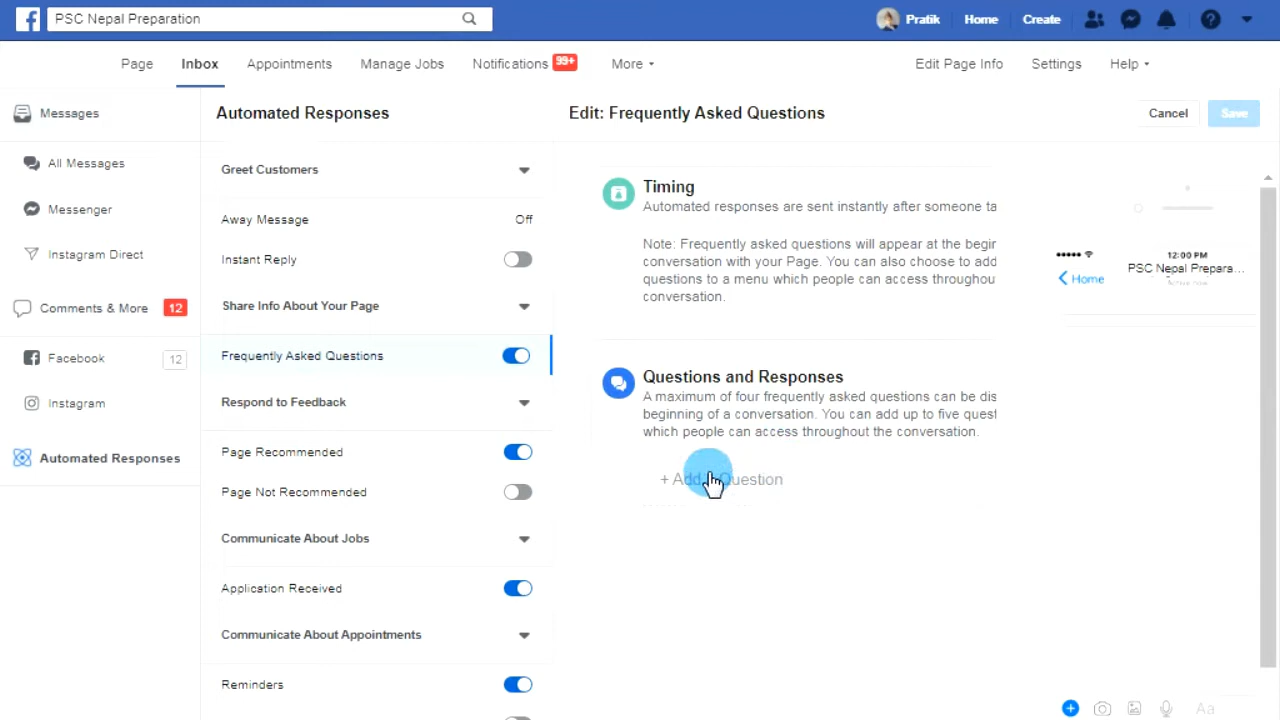 PSC Nepal Preparation
Pratik
Home
Create
Page
Inbox
Appointments
Manage Jobs
Notifications 99+
More
Edit Page Info
Settings
Help
Messages
All Messages
Messenger
Instagram Direct
Comments & More 12
Facebook 12
Instagram
Automated Responses
Automated Responses
Greet Customers
Away Message Off
Instant Reply
Share Info About Your Page
Frequently Asked Questions
Respond to Feedback
Page Recommended
Page Not Recommended
Communicate About Jobs
Application Received
Communicate About Appointments
Reminders
Edit: Frequently Asked Questions
Cancel
Save
Timing
Automated responses are sent instantly after someone ta
Note: Frequently asked questions will appear at the begir
conversation with your Page. You can also choose to add
questions to a menu which people can access throughou
conversation.
Questions and Responses
A maximum of four frequently asked questions can be dis
beginning of a conversation. You can add up to five quest
which people can access throughout the conversation.
+ Add a Question
12:00 PM
Home
PSC Nepal Prepara...
Active now
Aa